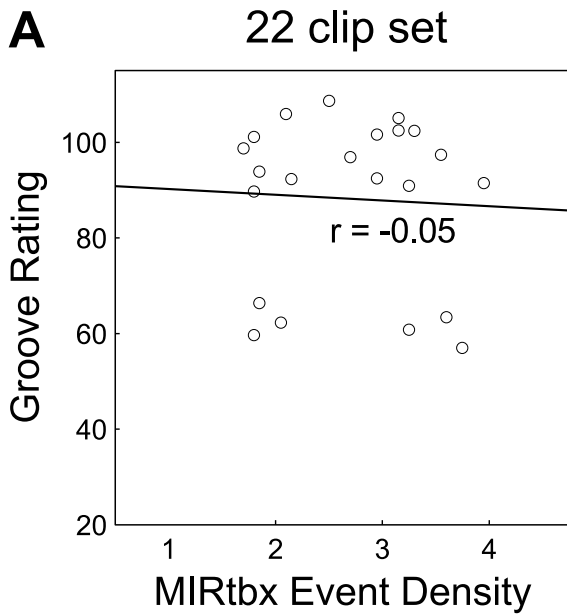 A
22 clip set
Groove Rating
100
80
60
40
20
r = -0.05
1 2 3 4
MIRtbx Event Density